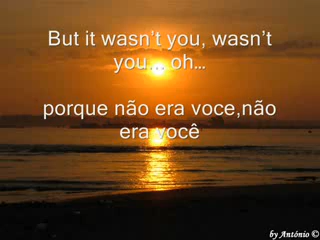 But it wasn't you, wasn't
you... oh...
porque não era voce,não
era você
by António ©